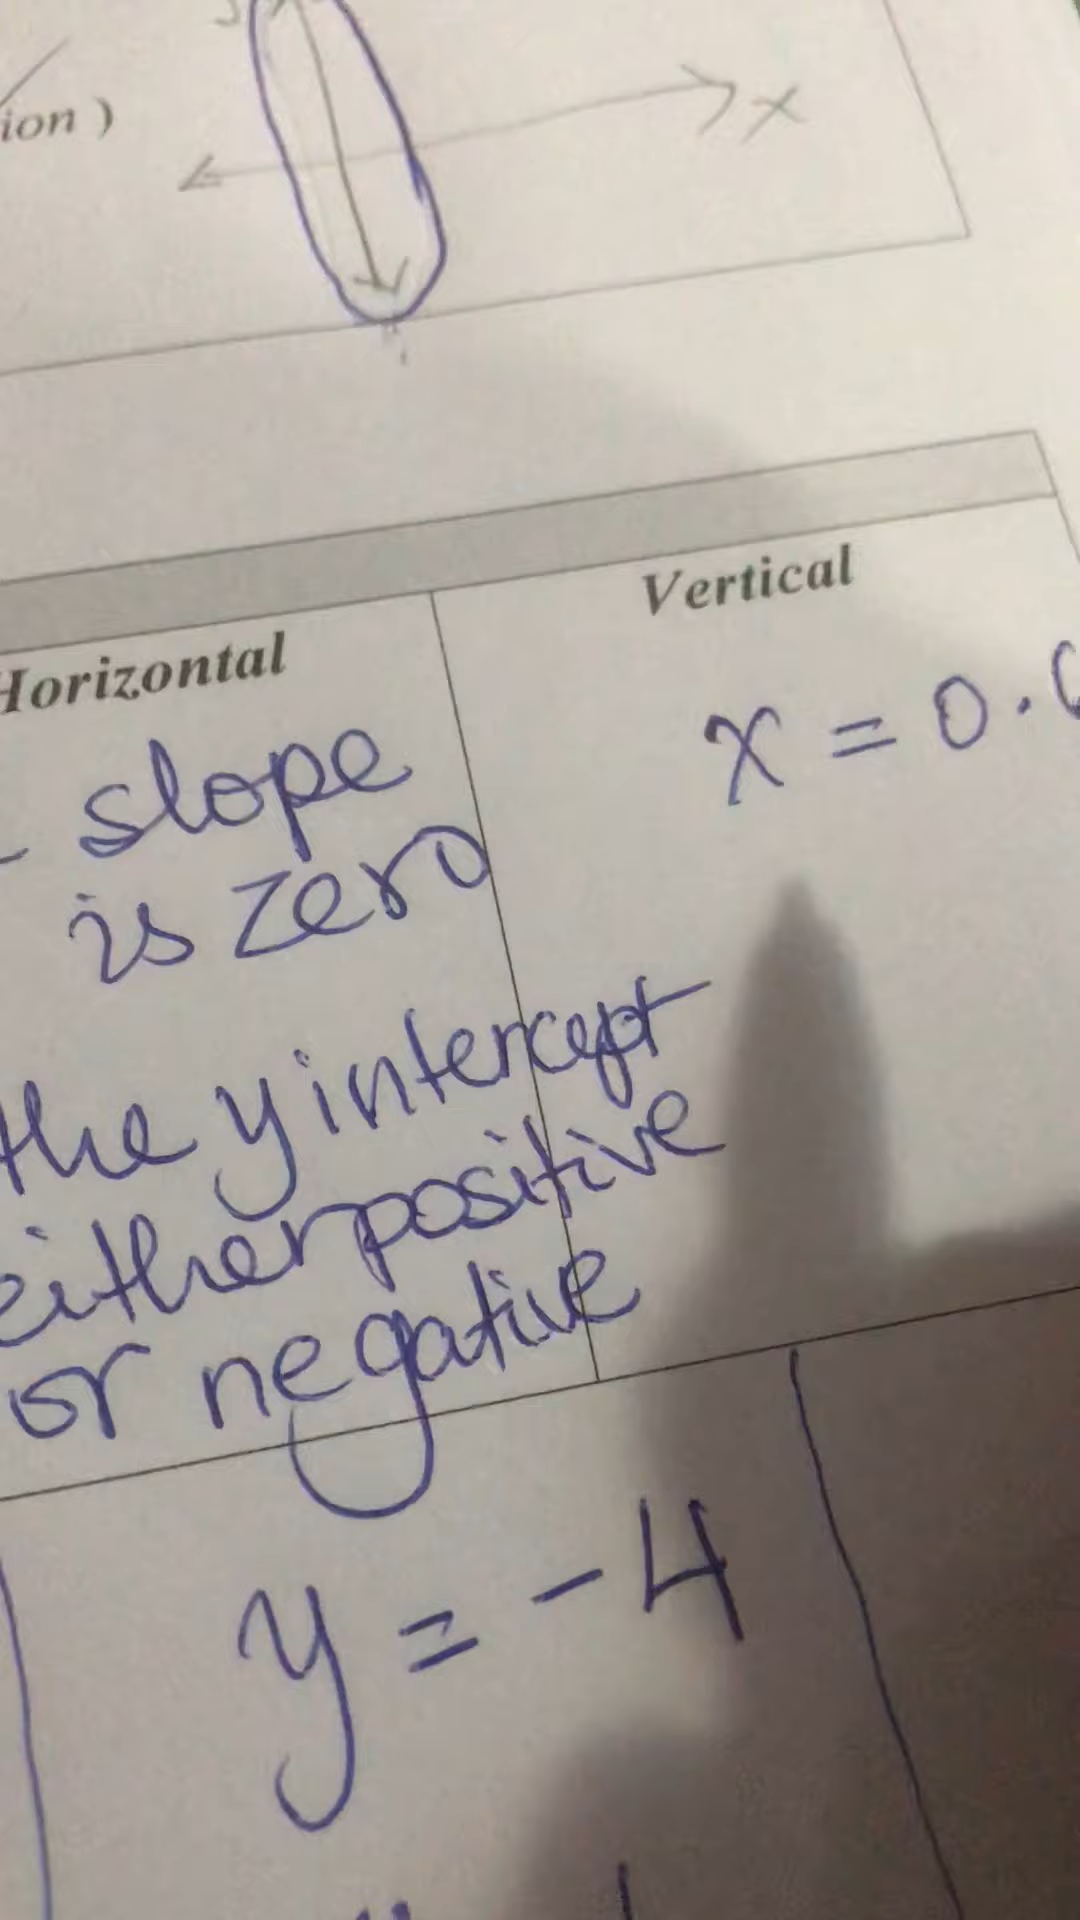 ion )
x
Vertical
Horizontal
x = 0.
slope
is zero
the y intercept
either positive
or negative
y = -4